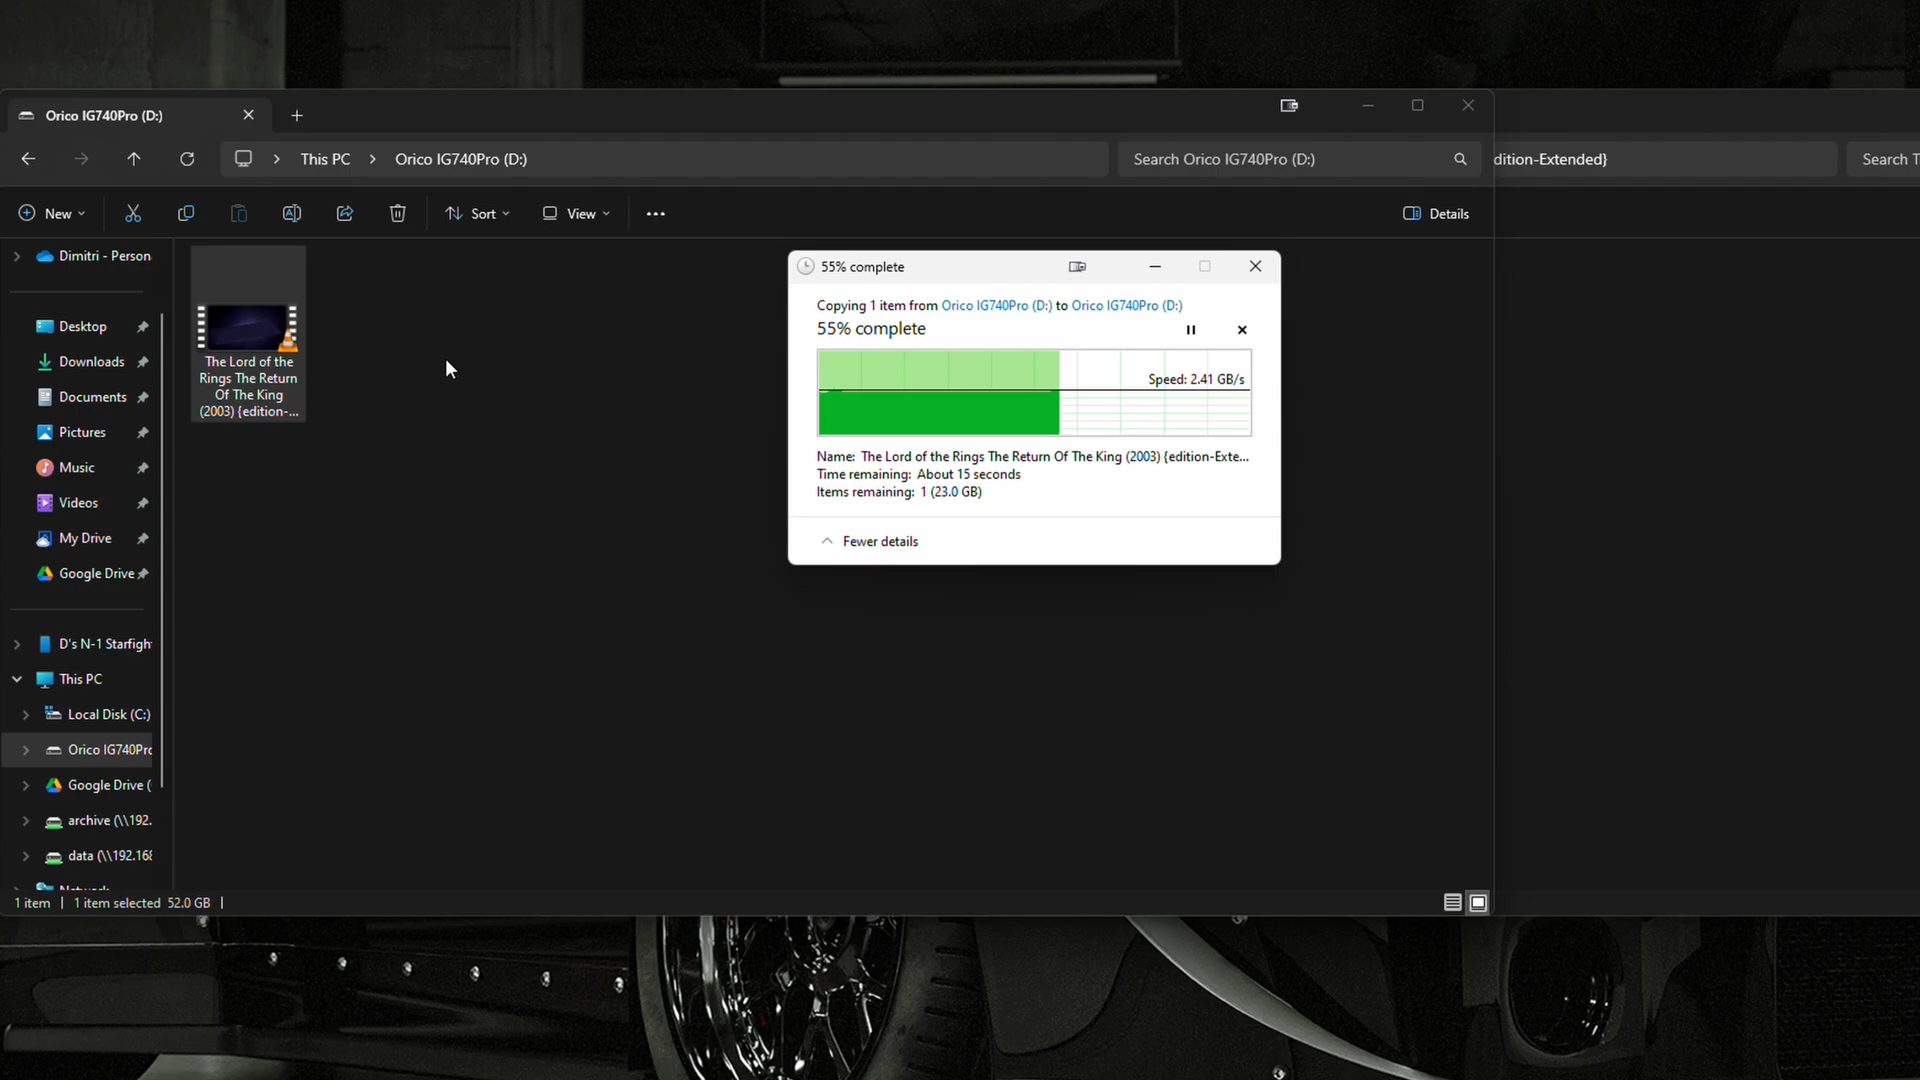 Orico IG740Pro (D:)
This PC > Orico IG740Pro (D:)
Search Orico IG740Pro (D:)
dition-Extended}
Search T
New
Sort
View
Details
Dimitri - Person
Desktop
Downloads
Documents
Pictures
Music
Videos
My Drive
Google Drive
D's N-1 Starfigh
This PC
Local Disk (C:)
Orico IG740Pro
Google Drive (
archive (\\192.
data (\\192.168
Network
The Lord of the
Rings The Return
Of The King
(2003) {edition-...
55% complete
Copying 1 item from Orico IG740Pro (D:) to Orico IG740Pro (D:)
55% complete
Speed: 2.41 GB/s
Name: The Lord of the Rings The Return Of The King (2003) {edition-Exte...
Time remaining: About 15 seconds
Items remaining: 1 (23.0 GB)
Fewer details
1 item | 1 item selected 52.0 GB |